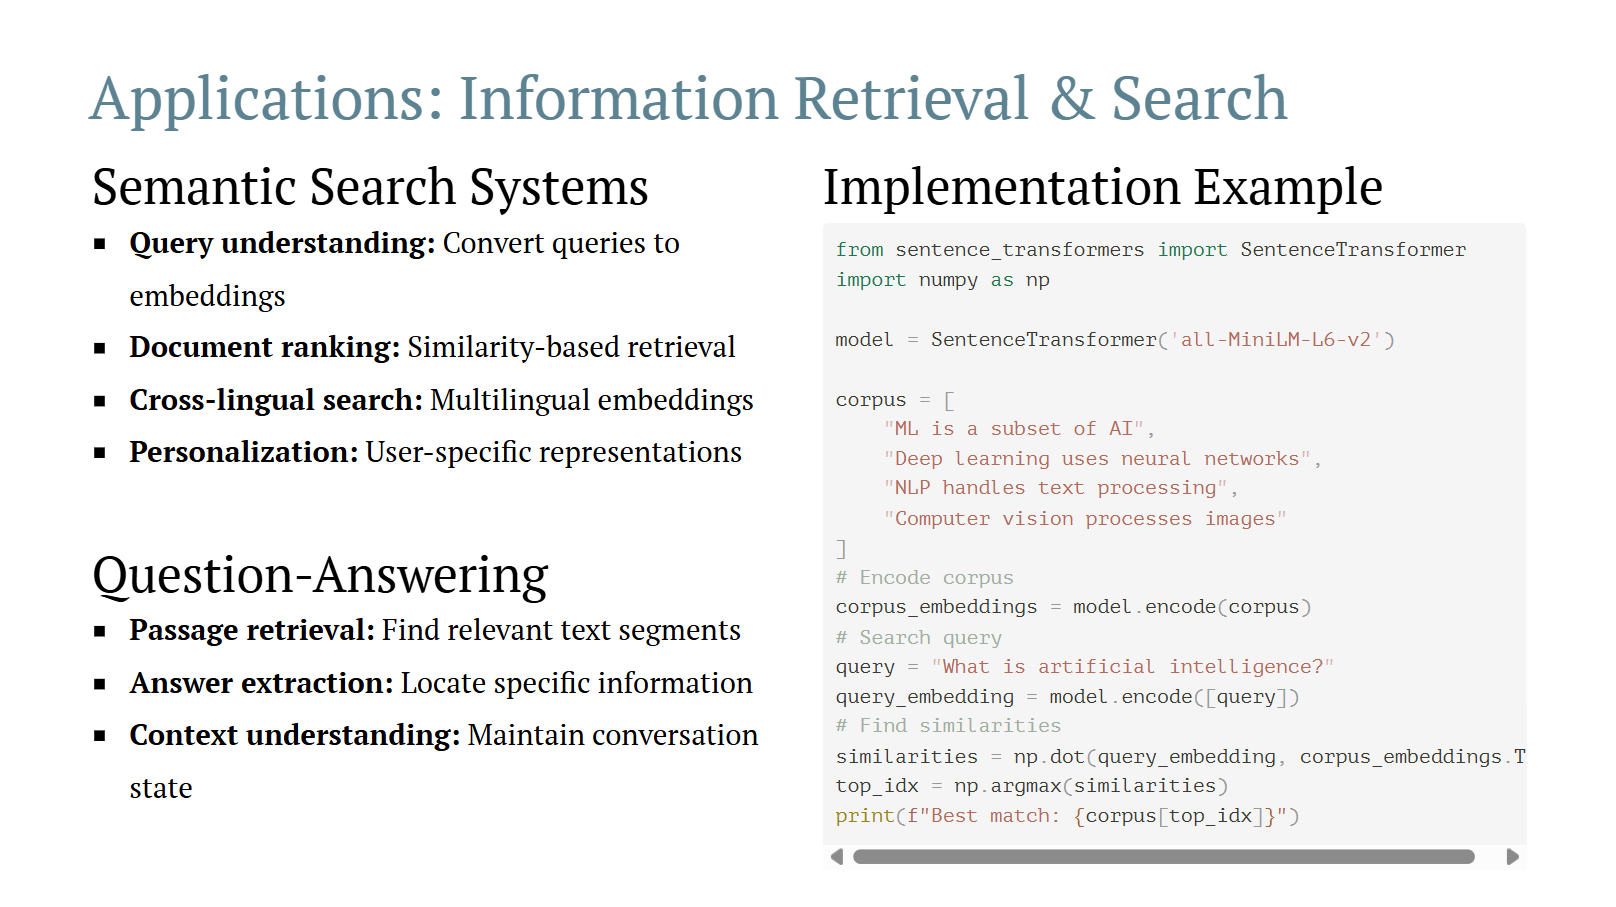 Applications: Information Retrieval & Search
Semantic Search Systems
▪ Query understanding: Convert queries to
embeddings
▪ Document ranking: Similarity-based retrieval
▪ Cross-lingual search: Multilingual embeddings
▪ Personalization: User-specific representations
Question-Answering
▪ Passage retrieval: Find relevant text segments
▪ Answer extraction: Locate specific information
▪ Context understanding: Maintain conversation
state
Implementation Example
from sentence_transformers import SentenceTransformer
import numpy as np

model = SentenceTransformer('all-MiniLM-L6-v2')

corpus = [
    "ML is a subset of AI",
    "Deep learning uses neural networks",
    "NLP handles text processing",
    "Computer vision processes images"
]
# Encode corpus
corpus_embeddings = model.encode(corpus)
# Search query
query = "What is artificial intelligence?"
query_embedding = model.encode([query])
# Find similarities
similarities = np.dot(query_embedding, corpus_embeddings.T
top_idx = np.argmax(similarities)
print(f"Best match: {corpus[top_idx]}")